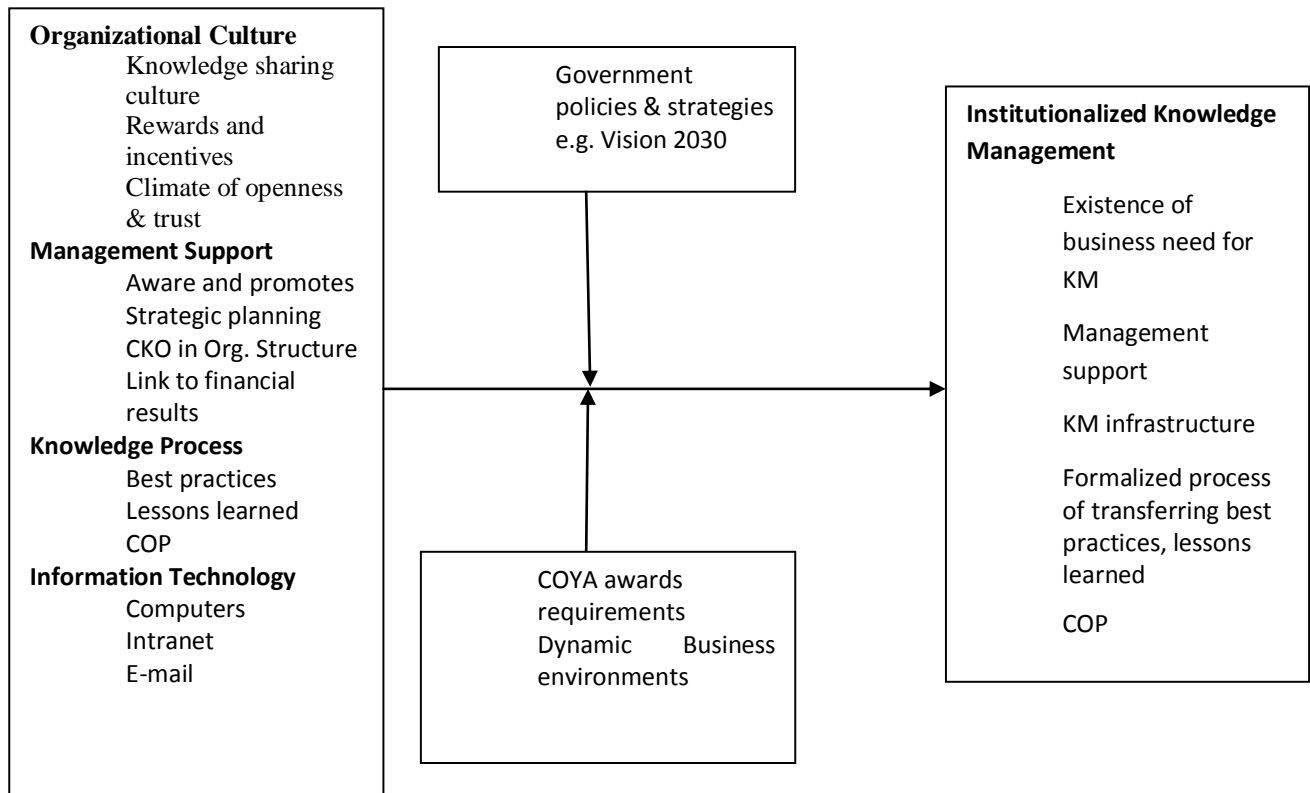 Organizational Culture
Knowledge sharing
culture
Rewards and
incentives
Climate of openness
& trust
Management Support
Aware and promotes
Strategic planning
CKO in Org. Structure
Link to financial
results
Knowledge Process
Best practices
Lessons learned
COP
Information Technology
Computers
Intranet
E-mail
Government
policies & strategies
e.g. Vision 2030
COYA awards
requirements
Dynamic Business
environments
Institutionalized Knowledge
Management
Existence of
business need for
KM
Management
support
KM infrastructure
Formalized process
of transferring best
practices, lessons
learned
COP